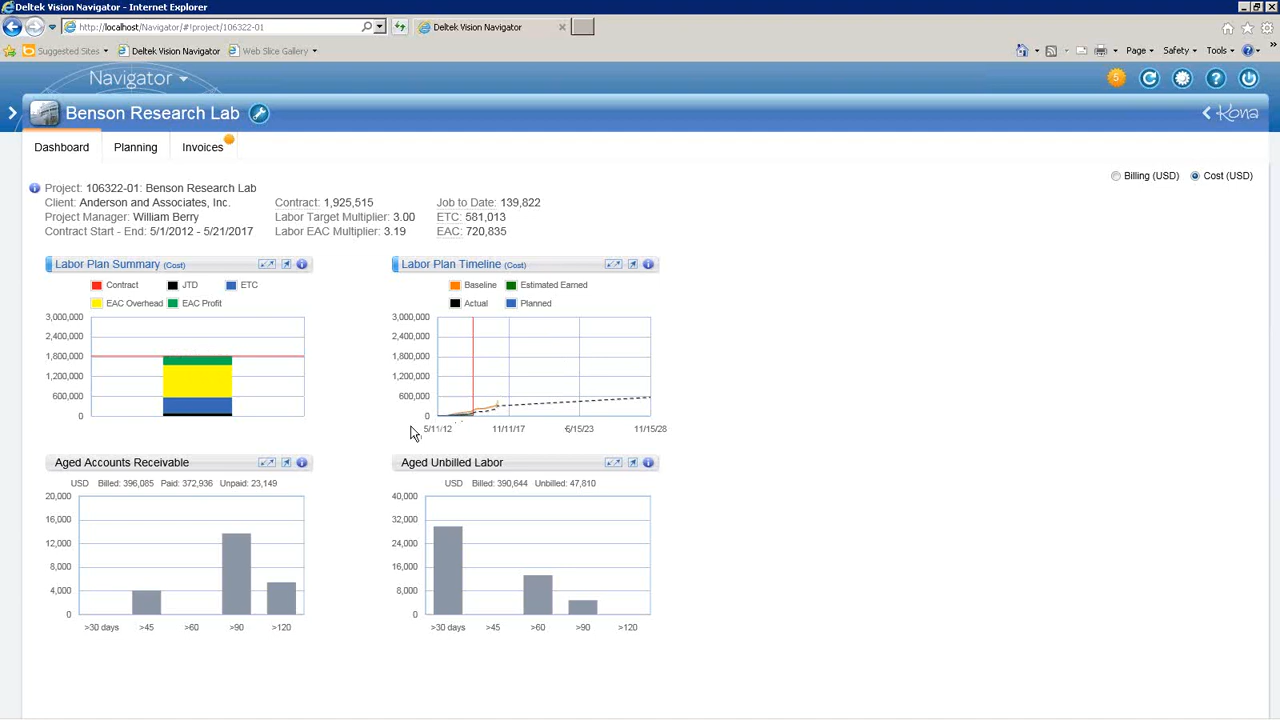 Deltek Vision Navigator - Internet Explorer
http://localhost/Navigator/#!project/106322-01
Deltek Vision Navigator
Suggested Sites
Deltek Vision Navigator
Web Slice Gallery
Page
Safety
Tools
Navigator
5
Benson Research Lab
Kona
Dashboard
Planning
Invoices
Billing (USD)
Cost (USD)
Project: 106322-01: Benson Research Lab
Client: Anderson and Associates, Inc.
Project Manager: William Berry
Contract Start - End: 5/1/2012 - 5/21/2017
Contract: 1,925,515
Labor Target Multiplier: 3.00
Labor EAC Multiplier: 3.19
Job to Date: 139,822
ETC: 581,013
EAC: 720,835
Labor Plan Summary (Cost)
Contract
JTD
ETC
EAC Overhead
EAC Profit
3,000,000
2,400,000
1,800,000
1,200,000
600,000
0
Labor Plan Timeline (Cost)
Baseline
Estimated Earned
Actual
Planned
3,000,000
2,400,000
1,800,000
1,200,000
600,000
0
5/11/12
11/11/17
6/15/23
11/15/28
Aged Accounts Receivable
USD Billed: 396,085 Paid: 372,936 Unpaid: 23,149
20,000
16,000
12,000
8,000
4,000
0
>30 days
>45
>60
>90
>120
Aged Unbilled Labor
USD Billed: 390,644 Unbilled: 47,810
40,000
32,000
24,000
16,000
8,000
0
>30 days
>45
>60
>90
>120